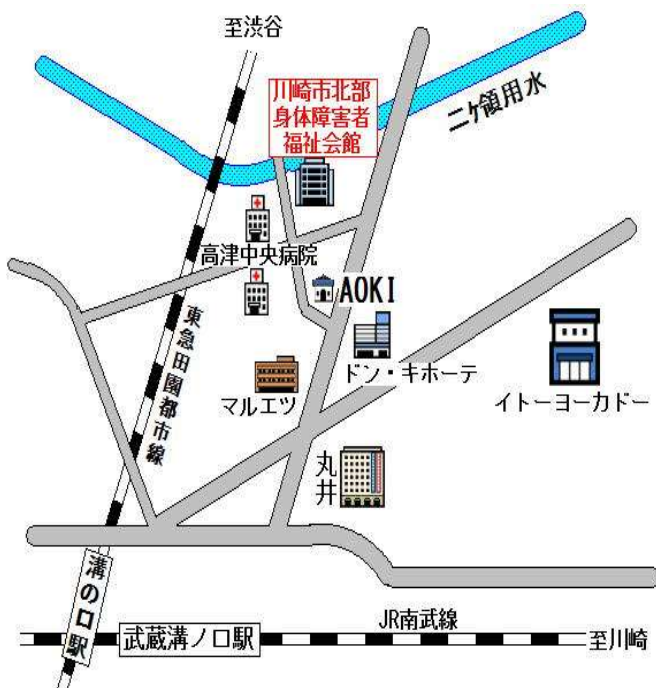 至渋谷
川崎市北部
身体障害者
福祉会館
二ケ領用水
高津中央病院
AOKI
東急田園都市線
ドン・キホーテ
マルエツ
イトーヨーカドー
丸井
溝の口駅
JR南武線
武蔵溝ノ口駅
至川崎